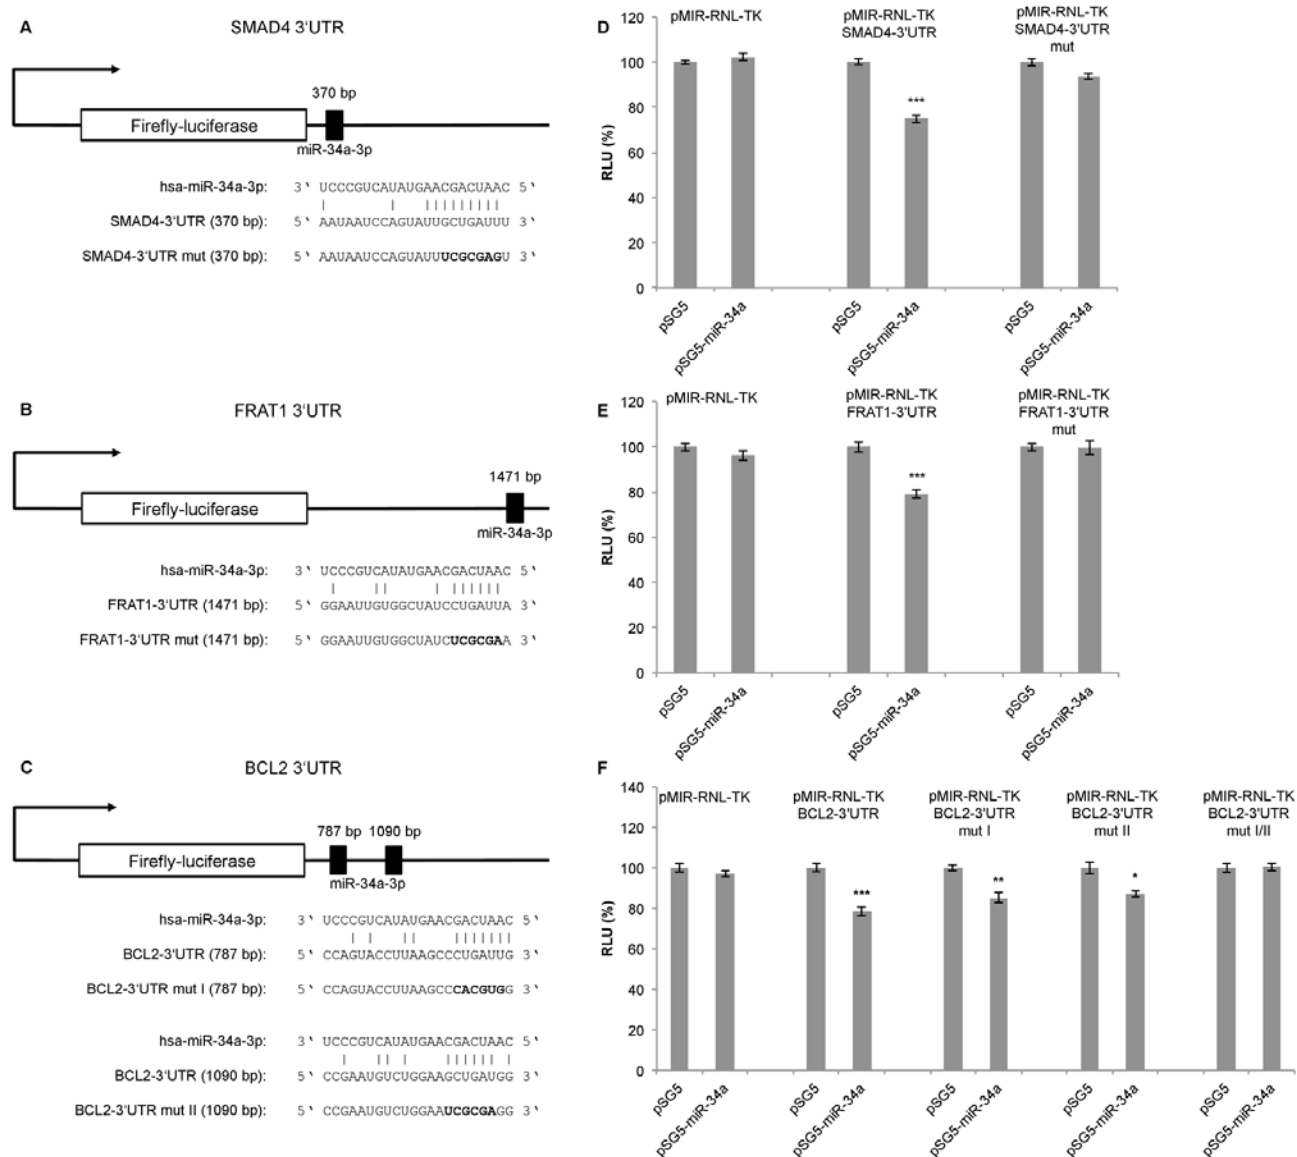 A
SMAD4 3'UTR
370 bp
Firefly-luciferase
miR-34a-3p
hsa-miR-34a-3p: 3‵ UCCCGUCAUAUGAACGACUAAC 5‵
SMAD4-3'UTR (370 bp): 5‵ AAUAAUCCAGUAUUGCUGAUUU 3‵
SMAD4-3'UTR mut (370 bp): 5‵ AAUAAUCCAGUAUUUCGCGAGU 3‵
D
120
100
80
60
40
20
0
RLU (%)
pMIR-RNL-TK
pMIR-RNL-TK
SMAD4-3'UTR
pMIR-RNL-TK
SMAD4-3'UTR
mut
***
pSG5
pSG5-miR-34a
pSG5
pSG5-miR-34a
pSG5
pSG5-miR-34a
B
FRAT1 3'UTR
1471 bp
Firefly-luciferase
miR-34a-3p
hsa-miR-34a-3p: 3‵ UCCCGUCAUAUGAACGACUAAC 5‵
FRAT1-3'UTR (1471 bp): 5‵ GGAAUUGUGGCUAUCCUGAUUA 3‵
FRAT1-3'UTR mut (1471 bp): 5‵ GGAAUUGUGGCUAUCUCGCGAA 3‵
E
120
100
80
60
40
20
0
RLU (%)
pMIR-RNL-TK
pMIR-RNL-TK
FRAT1-3'UTR
pMIR-RNL-TK
FRAT1-3'UTR
mut
***
pSG5
pSG5-miR-34a
pSG5
pSG5-miR-34a
pSG5
pSG5-miR-34a
C
BCL2 3'UTR
787 bp 1090 bp
Firefly-luciferase
miR-34a-3p
hsa-miR-34a-3p: 3‵ UCCCGUCAUAUGAACGACUAAC 5‵
BCL2-3'UTR (787 bp): 5‵ CCAGUACCUUAAGCCCUGAUUG 3‵
BCL2-3'UTR mut I (787 bp): 5‵ CCAGUACCUUAAGCCCACGUGG 3‵
hsa-miR-34a-3p: 3‵ UCCCGUCAUAUGAACGACUAAC 5‵
BCL2-3'UTR (1090 bp): 5‵ CCGAAUGUCUGGAAGCUGAUGG 3‵
BCL2-3'UTR mut II (1090 bp): 5‵ CCGAAUGUCUGGAAUCGCGAGG 3‵
F
140
120
100
80
60
40
20
0
RLU (%)
pMIR-RNL-TK
pMIR-RNL-TK
BCL2-3'UTR
pMIR-RNL-TK
BCL2-3'UTR
mut I
pMIR-RNL-TK
BCL2-3'UTR
mut II
pMIR-RNL-TK
BCL2-3'UTR
mut I/II
***
**
*
pSG5
pSG5-miR-34a
pSG5
pSG5-miR-34a
pSG5
pSG5-miR-34a
pSG5
pSG5-miR-34a
pSG5
pSG5-miR-34a